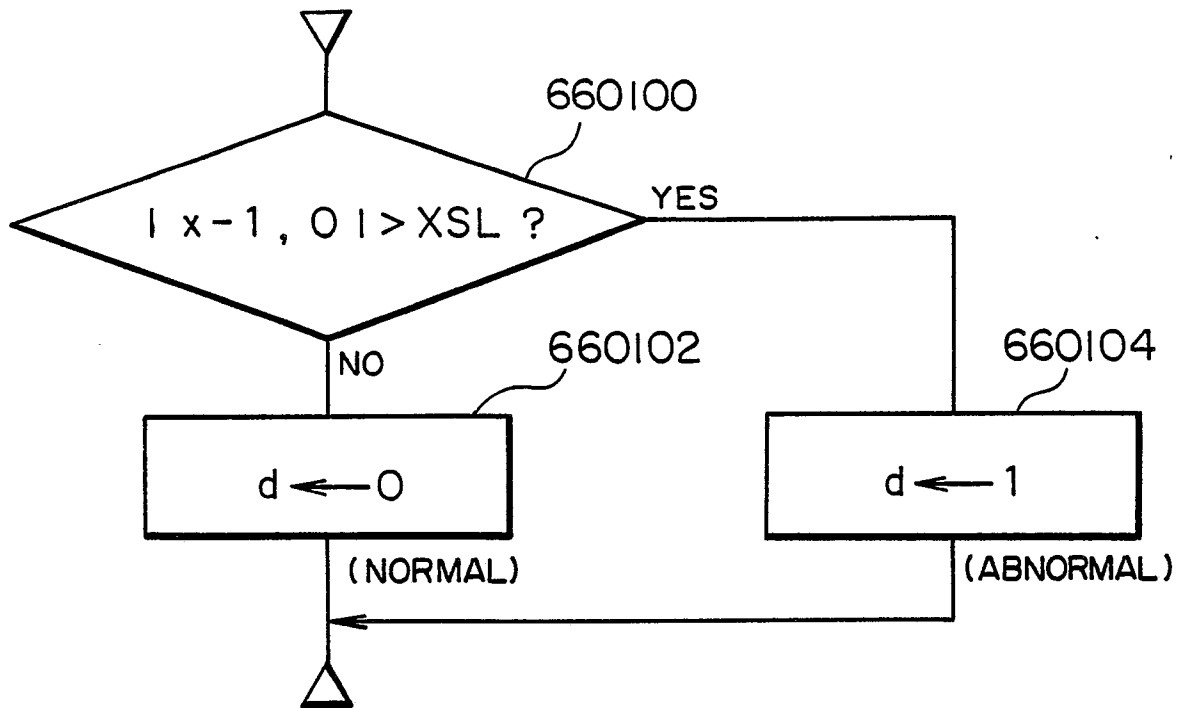 660100
| x-1, 0 | > XSL ?
YES
NO
660102
660104
d ← 0
d ← 1
(NORMAL)
(ABNORMAL)